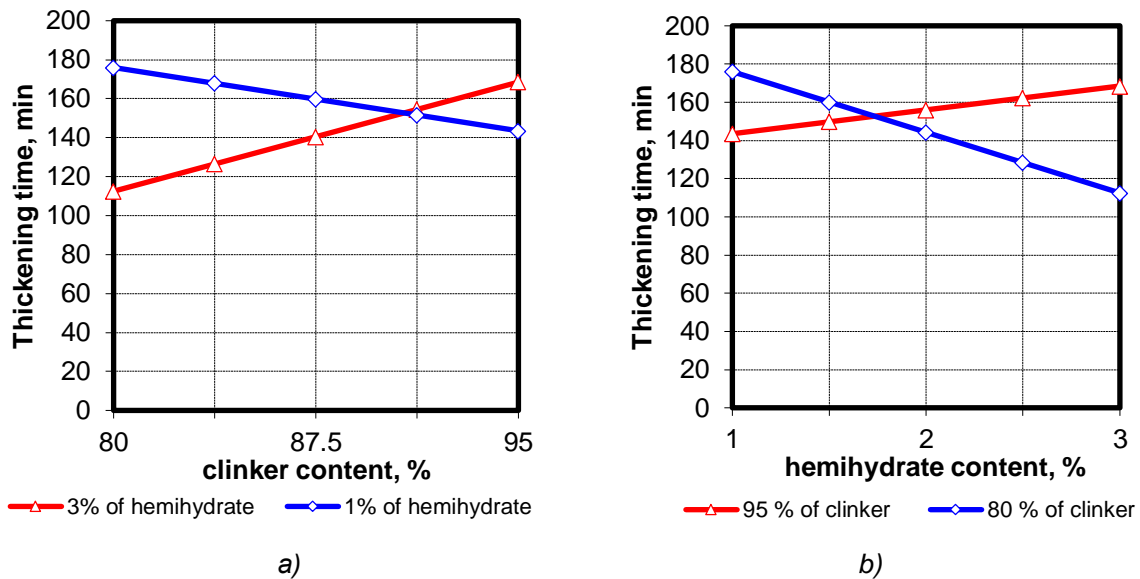 Thickening time, min
200
180
160
140
120
100
80
60
40
20
0
80
87.5
95
clinker content, %
3% of hemihydrate
1% of hemihydrate
a)
Thickening time, min
200
180
160
140
120
100
80
60
40
20
0
1
2
3
hemihydrate content, %
95 % of clinker
80 % of clinker
b)